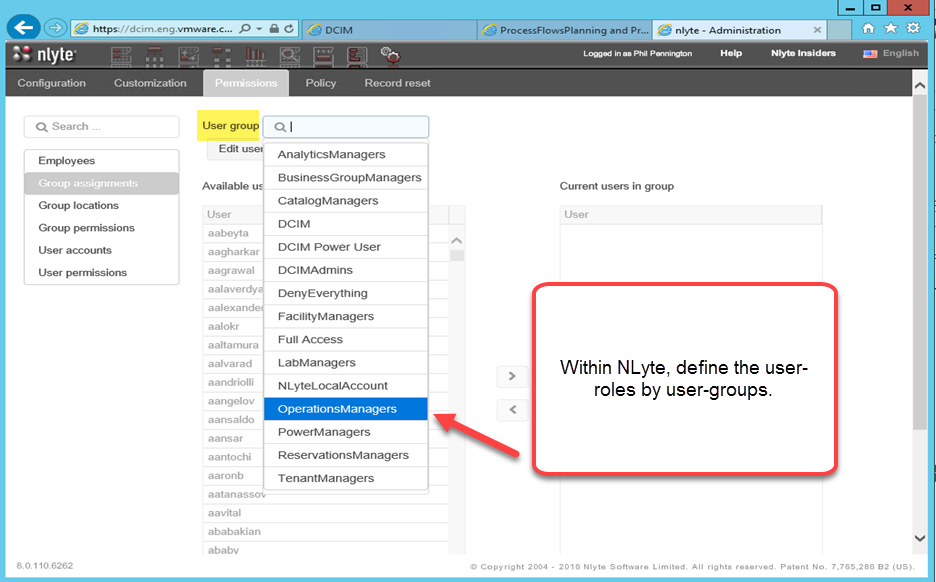 https://dcim.eng.vmware.c...
DCIM
ProcessFlowsPlanning and Pr...
nlyte - Administration
nlyte
Logged in as Phil Pannington
Help
Nlyte Insiders
English
Configuration
Customization
Permissions
Policy
Record reset
Search ...
Employees
Group assignments
Group locations
Group permissions
User accounts
User permissions
User group
Edit user
AnalyticsManagers
BusinessGroupManagers
CatalogManagers
DCIM
DCIM Power User
DCIMAdmins
DenyEverything
FacilityManagers
Full Access
LabManagers
NLyteLocalAccount
OperationsManagers
PowerManagers
ReservationsManagers
TenantManagers
Available us
User
aabeyta
aagharkar
aagrawal
aalaverdya
aalexander
aalokr
aaltamura
aalvarad
aandriolli
aangelov
aansaldo
aansar
aantochi
aaronb
aatanassov
aavital
ababakian
ababy
Current users in group
User
Within NLyte, define the user-
roles by user-groups.
8.0.110.6262
© Copyright 2004 - 2016 Nlyte Software Limited. All rights reserved. Patent No. 7,765,286 B2 (US).